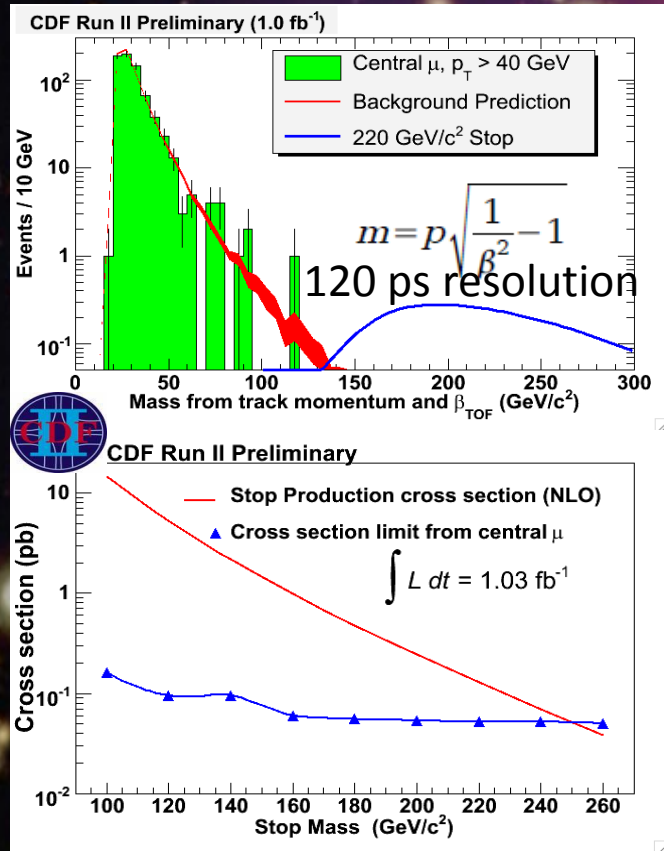 CDF Run II Preliminary (1.0 fb⁻¹)
Central μ, p_T > 40 GeV
Background Prediction
220 GeV/c² Stop
m=p√(1/β²−1)
120 ps resolution
Events / 10 GeV
10²
10
1
10⁻¹
0 50 100 150 200 250 300
Mass from track momentum and β_TOF (GeV/c²)
CDF
II
CDF Run II Preliminary
Stop Production cross section (NLO)
Cross section limit from central μ
∫ L dt = 1.03 fb⁻¹
Cross section (pb)
10
1
10⁻¹
10⁻²
100 120 140 160 180 200 220 240 260
Stop Mass (GeV/c²)